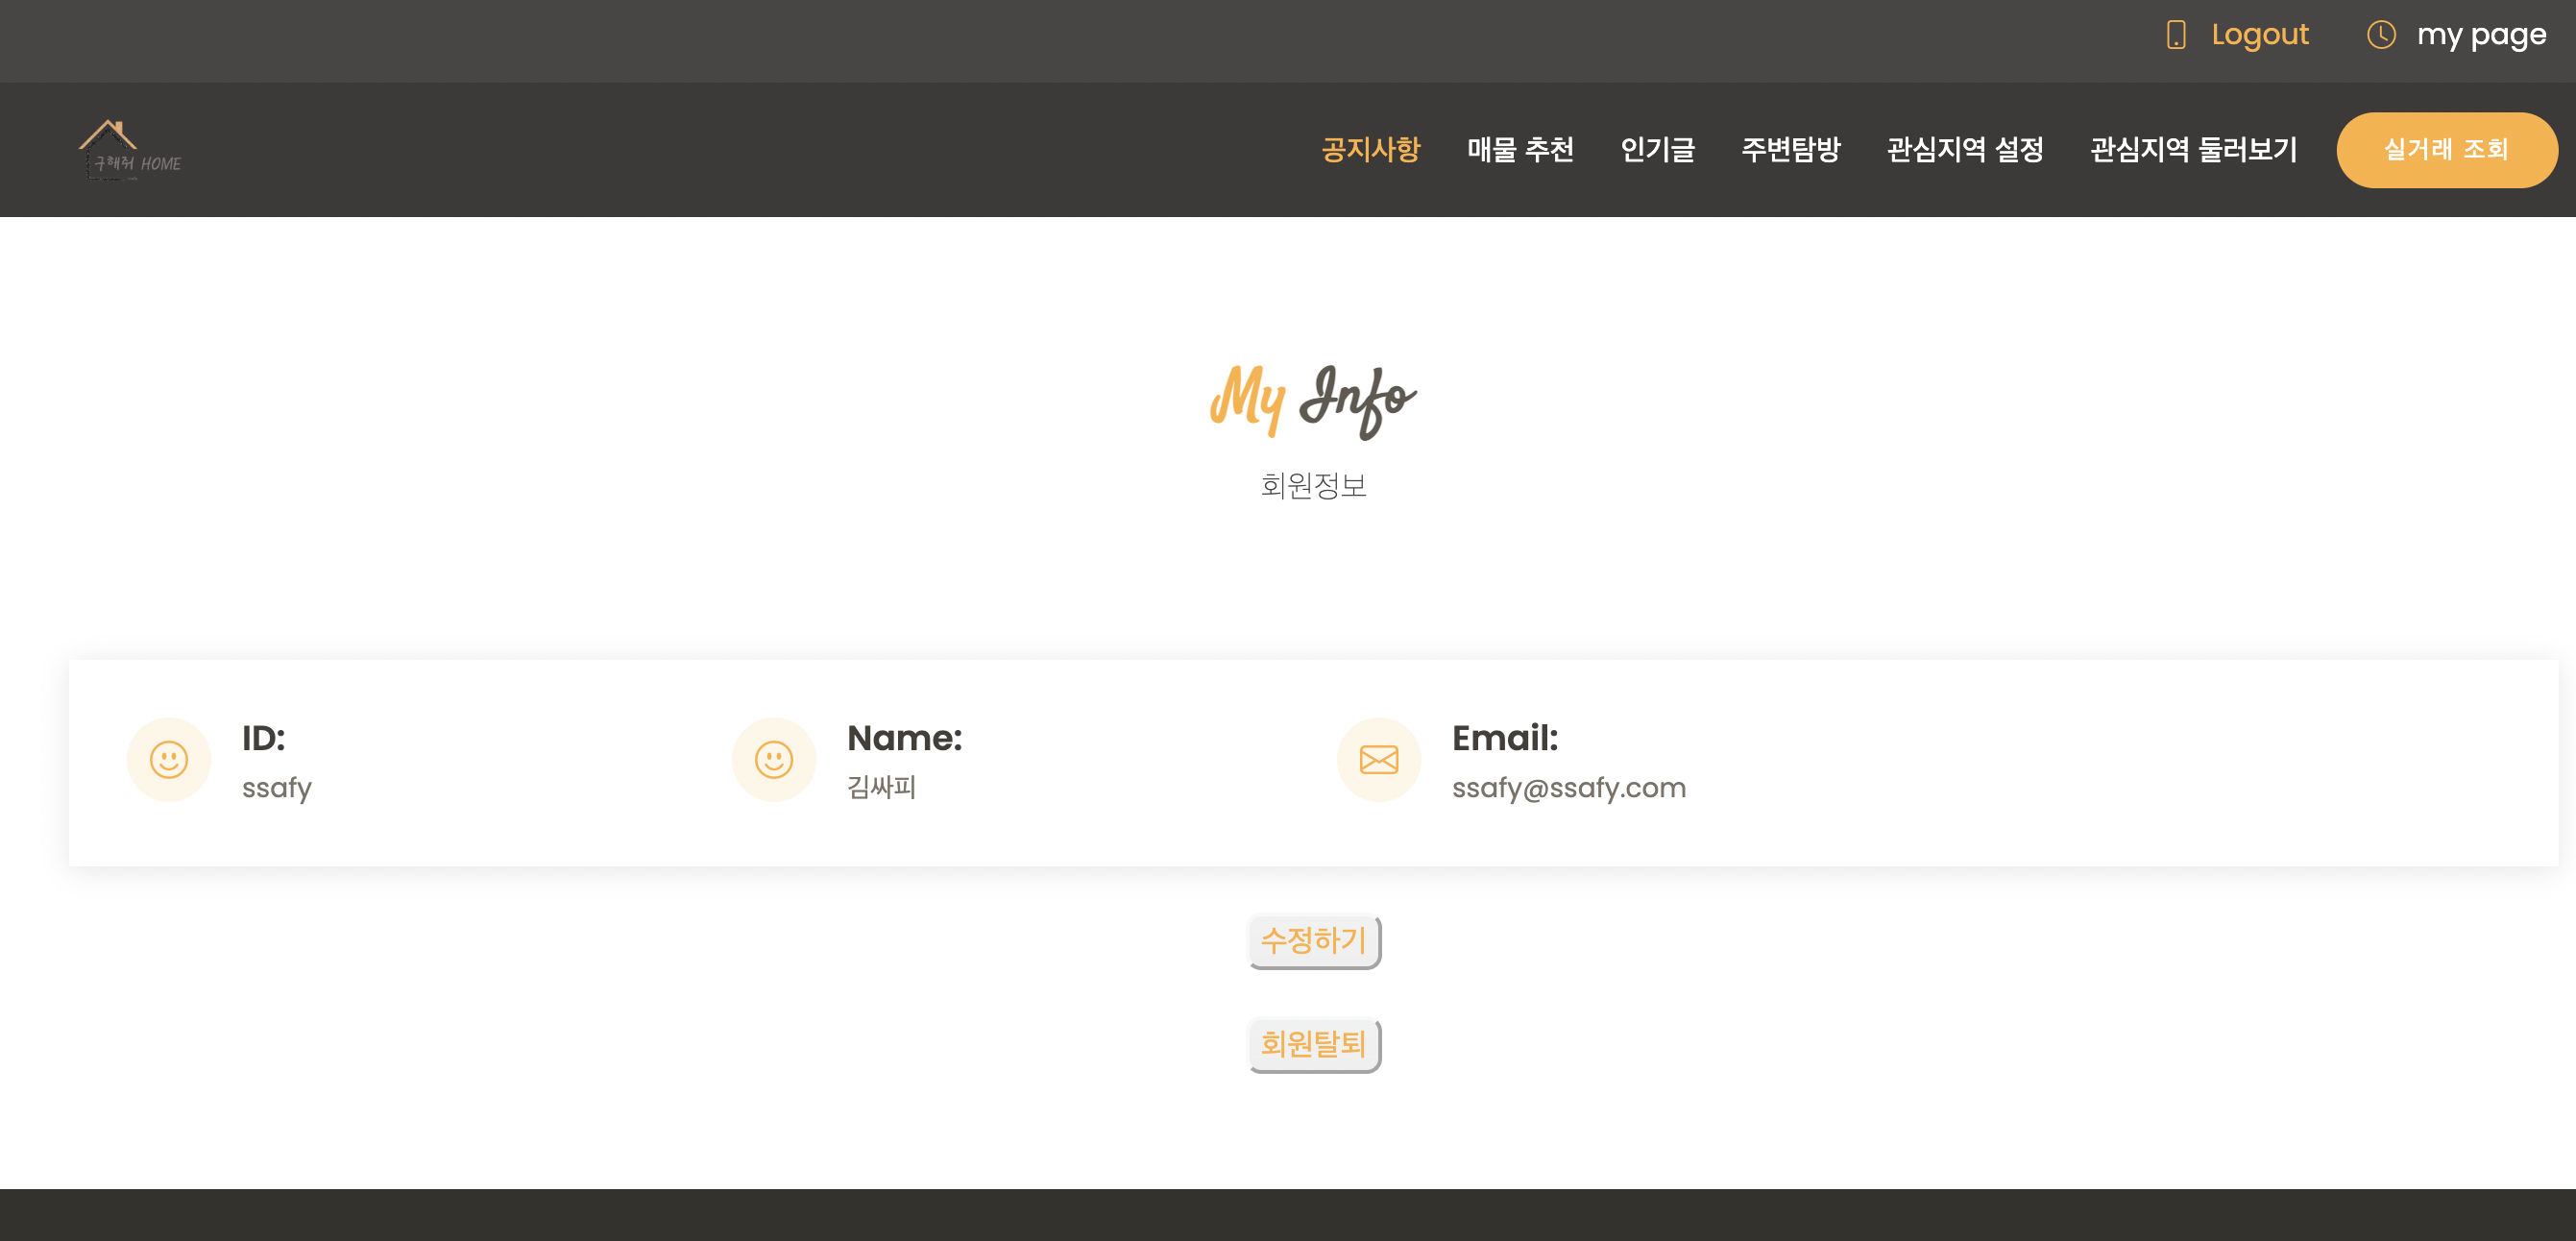 Logout my page
구해줘 HOME
공지사항 매물 추천 인기글 주변탐방 관심지역 설정 관심지역 둘러보기 실거래 조회
My Info
회원정보
ID: Name: Email:
ssafy 김싸피 ssafy@ssafy.com
수정하기
회원탈퇴